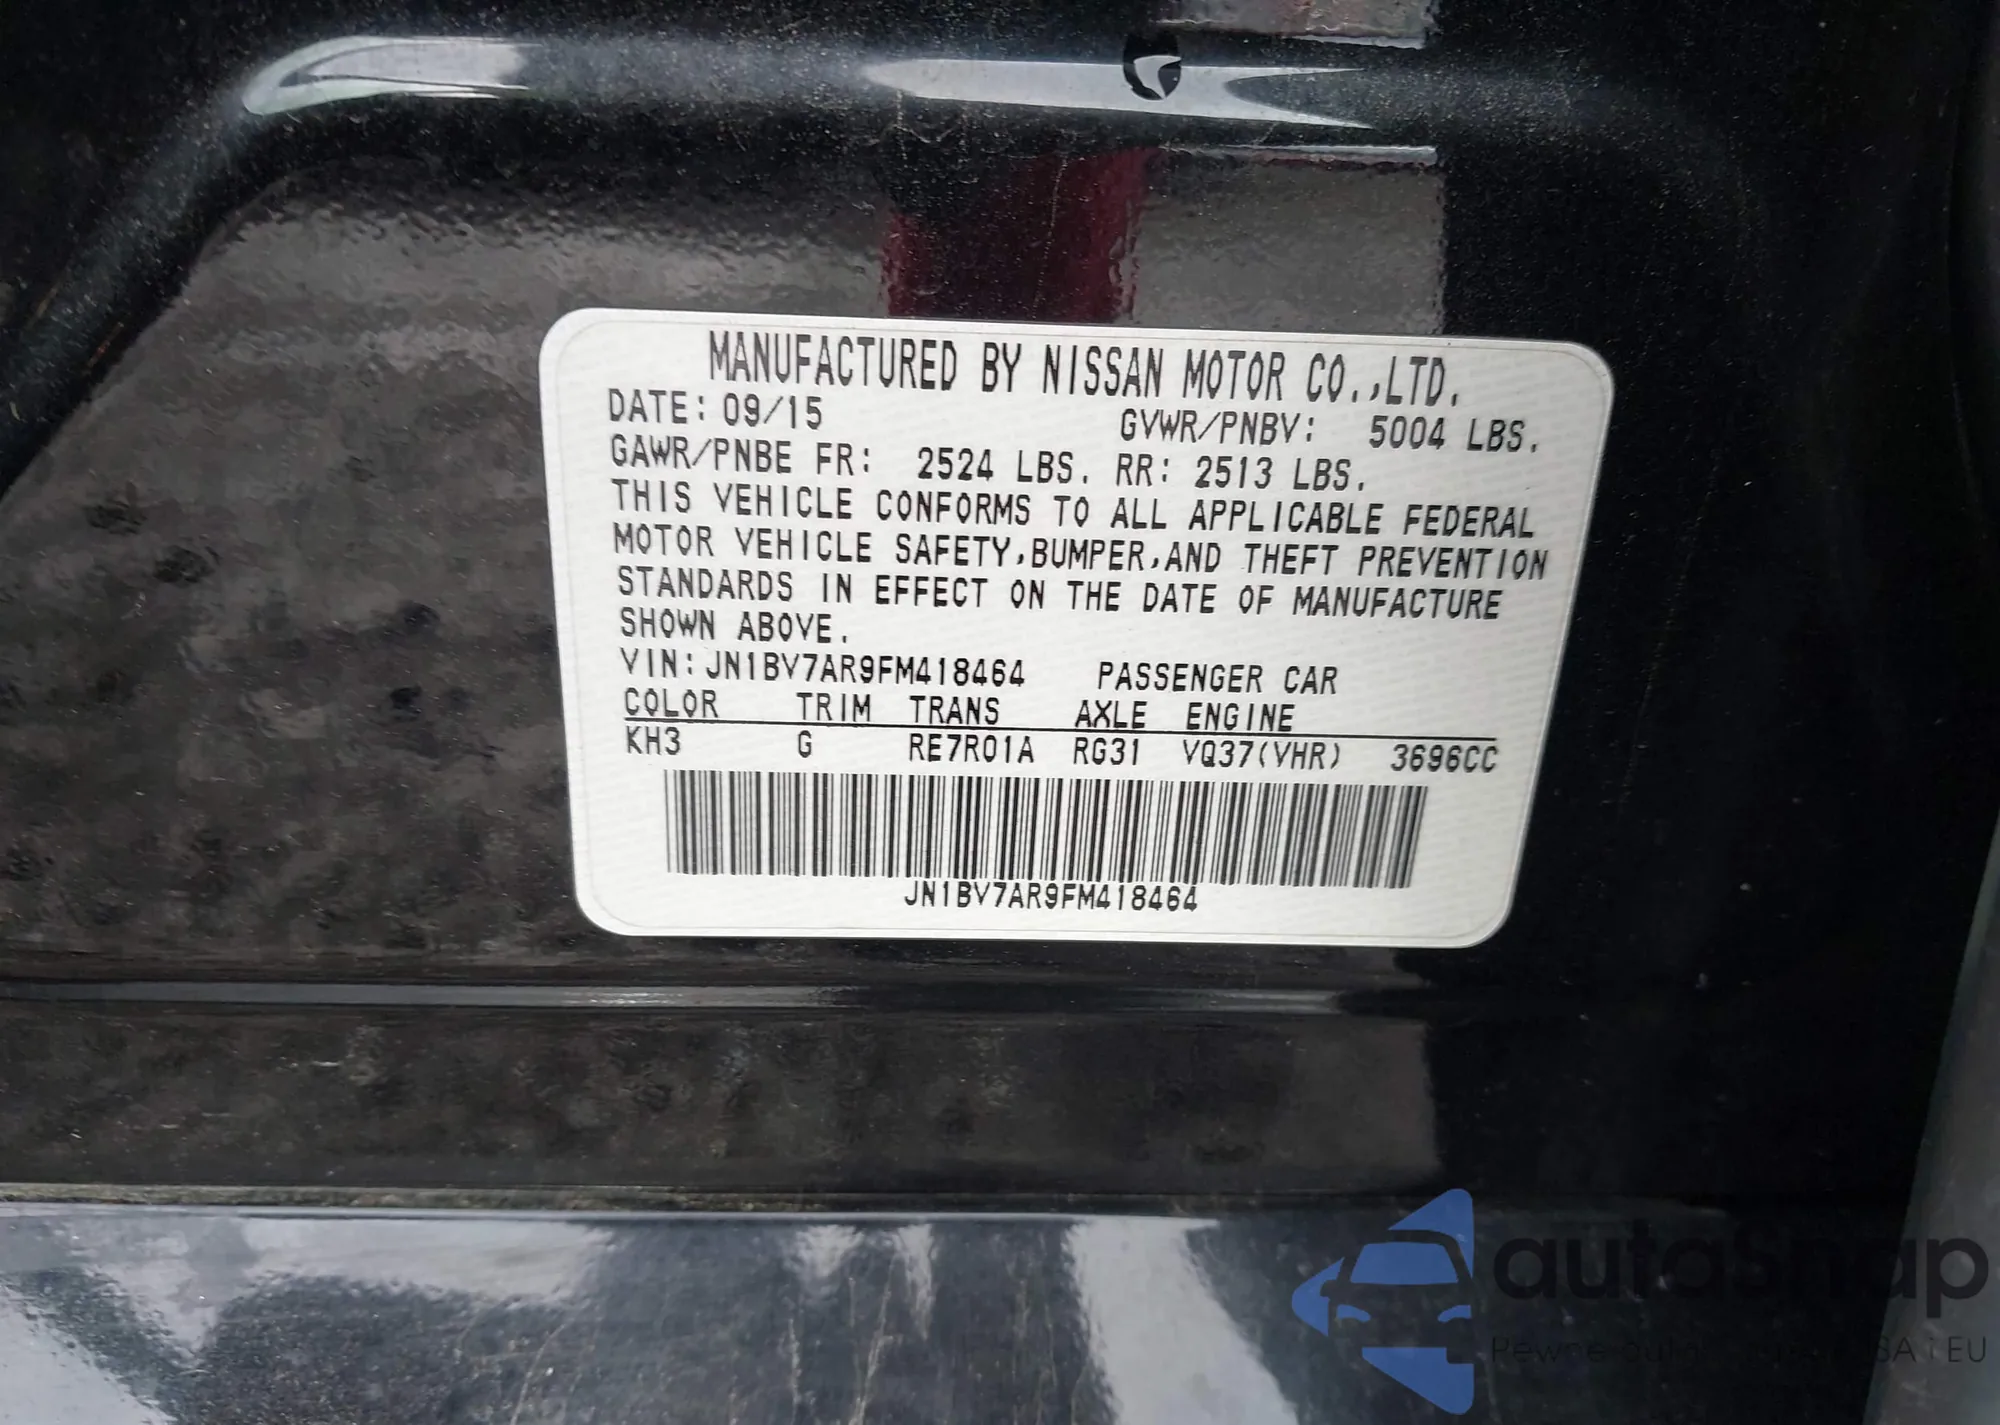 MANUFACTURED BY NISSAN MOTOR CO.,LTD.
DATE: 09/15 GVWR/PNBV: 5004 LBS.
GAWR/PNBE FR: 2524 LBS. RR: 2513 LBS.
THIS VEHICLE CONFORMS TO ALL APPLICABLE FEDERAL
MOTOR VEHICLE SAFETY,BUMPER,AND THEFT PREVENTION
STANDARDS IN EFFECT ON THE DATE OF MANUFACTURE
SHOWN ABOVE.
VIN: JN1BV7AR9FM418464 PASSENGER CAR
COLOR TRIM TRANS AXLE ENGINE
KH3 G RE7R01A RG31 VQ37(VHR) 3696CC
JN1BV7AR9FM418464
autosnap
Pewne i EU